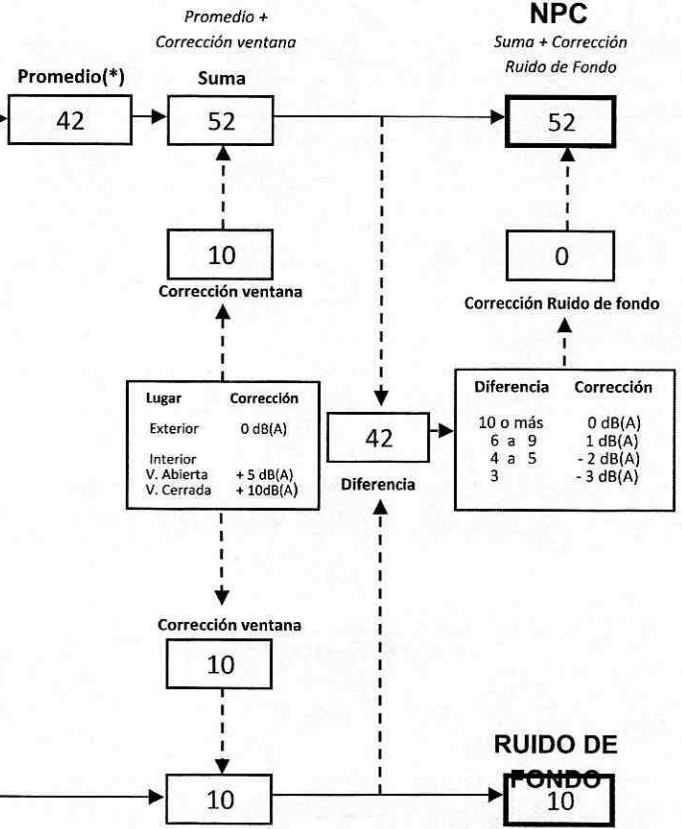 Promedio +
Corrección ventana
NPC
Suma + Corrección
Ruido de Fondo
Promedio(*)
Suma
42
52
52
10
0
Corrección ventana
Corrección Ruido de fondo
Lugar Corrección
Exterior 0 dB(A)
Interior
V. Abierta + 5 dB(A)
V. Cerrada + 10dB(A)
42
Diferencia
Diferencia Corrección
10 o más 0 dB(A)
6 a 9 1 dB(A)
4 a 5 - 2 dB(A)
3 - 3 dB(A)
Corrección ventana
10
10
RUIDO DE
FONDO
10